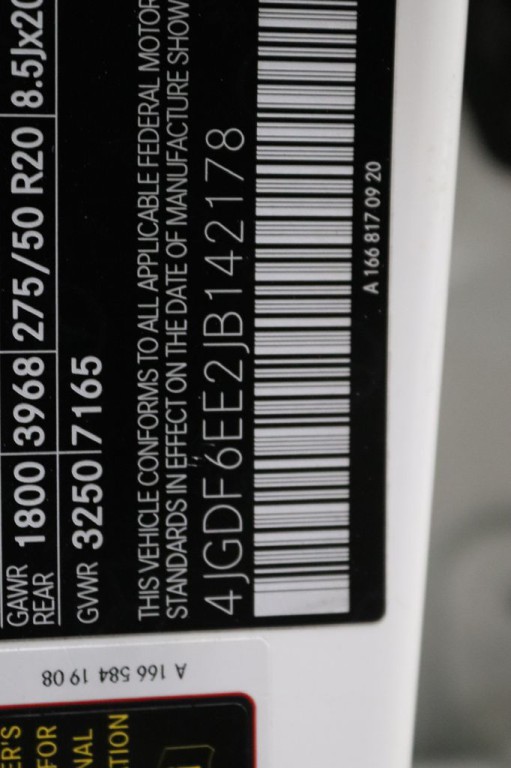 GAWR
REAR
1800 3968 275/50 R20 8.5Jx20
GVWR 3250 7165
THIS VEHICLE CONFORMS TO ALL APPLICABLE FEDERAL MOTOR
STANDARDS IN EFFECT ON THE DATE OF MANUFACTURE SHOW
4JGDF6EE2JB142178
A 166 817 09 20
A 166 584 19 08
ER'S
FOR
NAL
TION